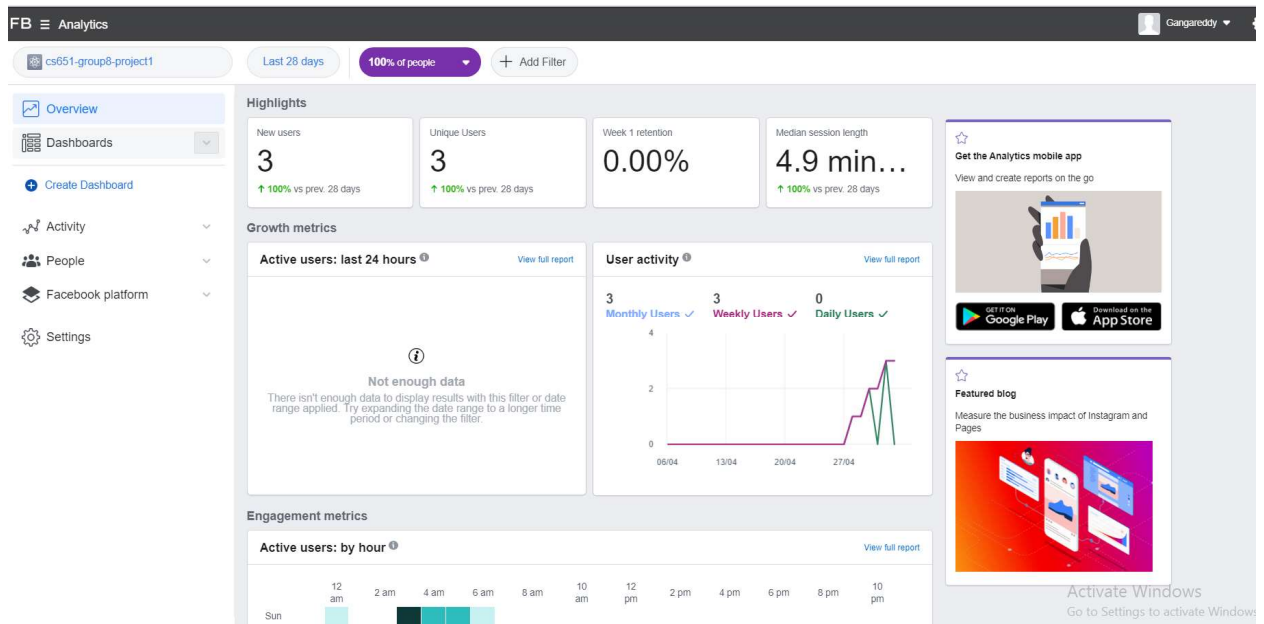 FB Analytics
Gangareddy
cs651-group8-project1
Last 28 days
100% of people
+ Add Filter
Overview
Dashboards
Create Dashboard
Activity
People
Facebook platform
Settings
Highlights
New users
3
↑ 100% vs prev. 28 days
Unique Users
3
↑ 100% vs prev. 28 days
Week 1 retention
0.00%
Median session length
4.9 min...
↑ 100% vs prev. 28 days
Growth metrics
Active users: last 24 hours
View full report
Not enough data
There isn't enough data to display results with this filter or date
range applied. Try expanding the date range to a longer time
period or changing the filter.
User activity
View full report
3 3 0
Monthly Users ✓ Weekly Users ✓ Daily Users ✓
4
2
0
06/04 13/04 20/04 27/04
Engagement metrics
Active users: by hour
View full report
12 am 2 am 4 am 6 am 8 am 10 am 12 pm 2 pm 4 pm 6 pm 8 pm 10 pm
Sun
Get the Analytics mobile app
View and create reports on the go
GET IT ON
Google Play
Download on the
App Store
Featured blog
Measure the business impact of Instagram and
Pages
Activate Windows
Go to Settings to activate Windows